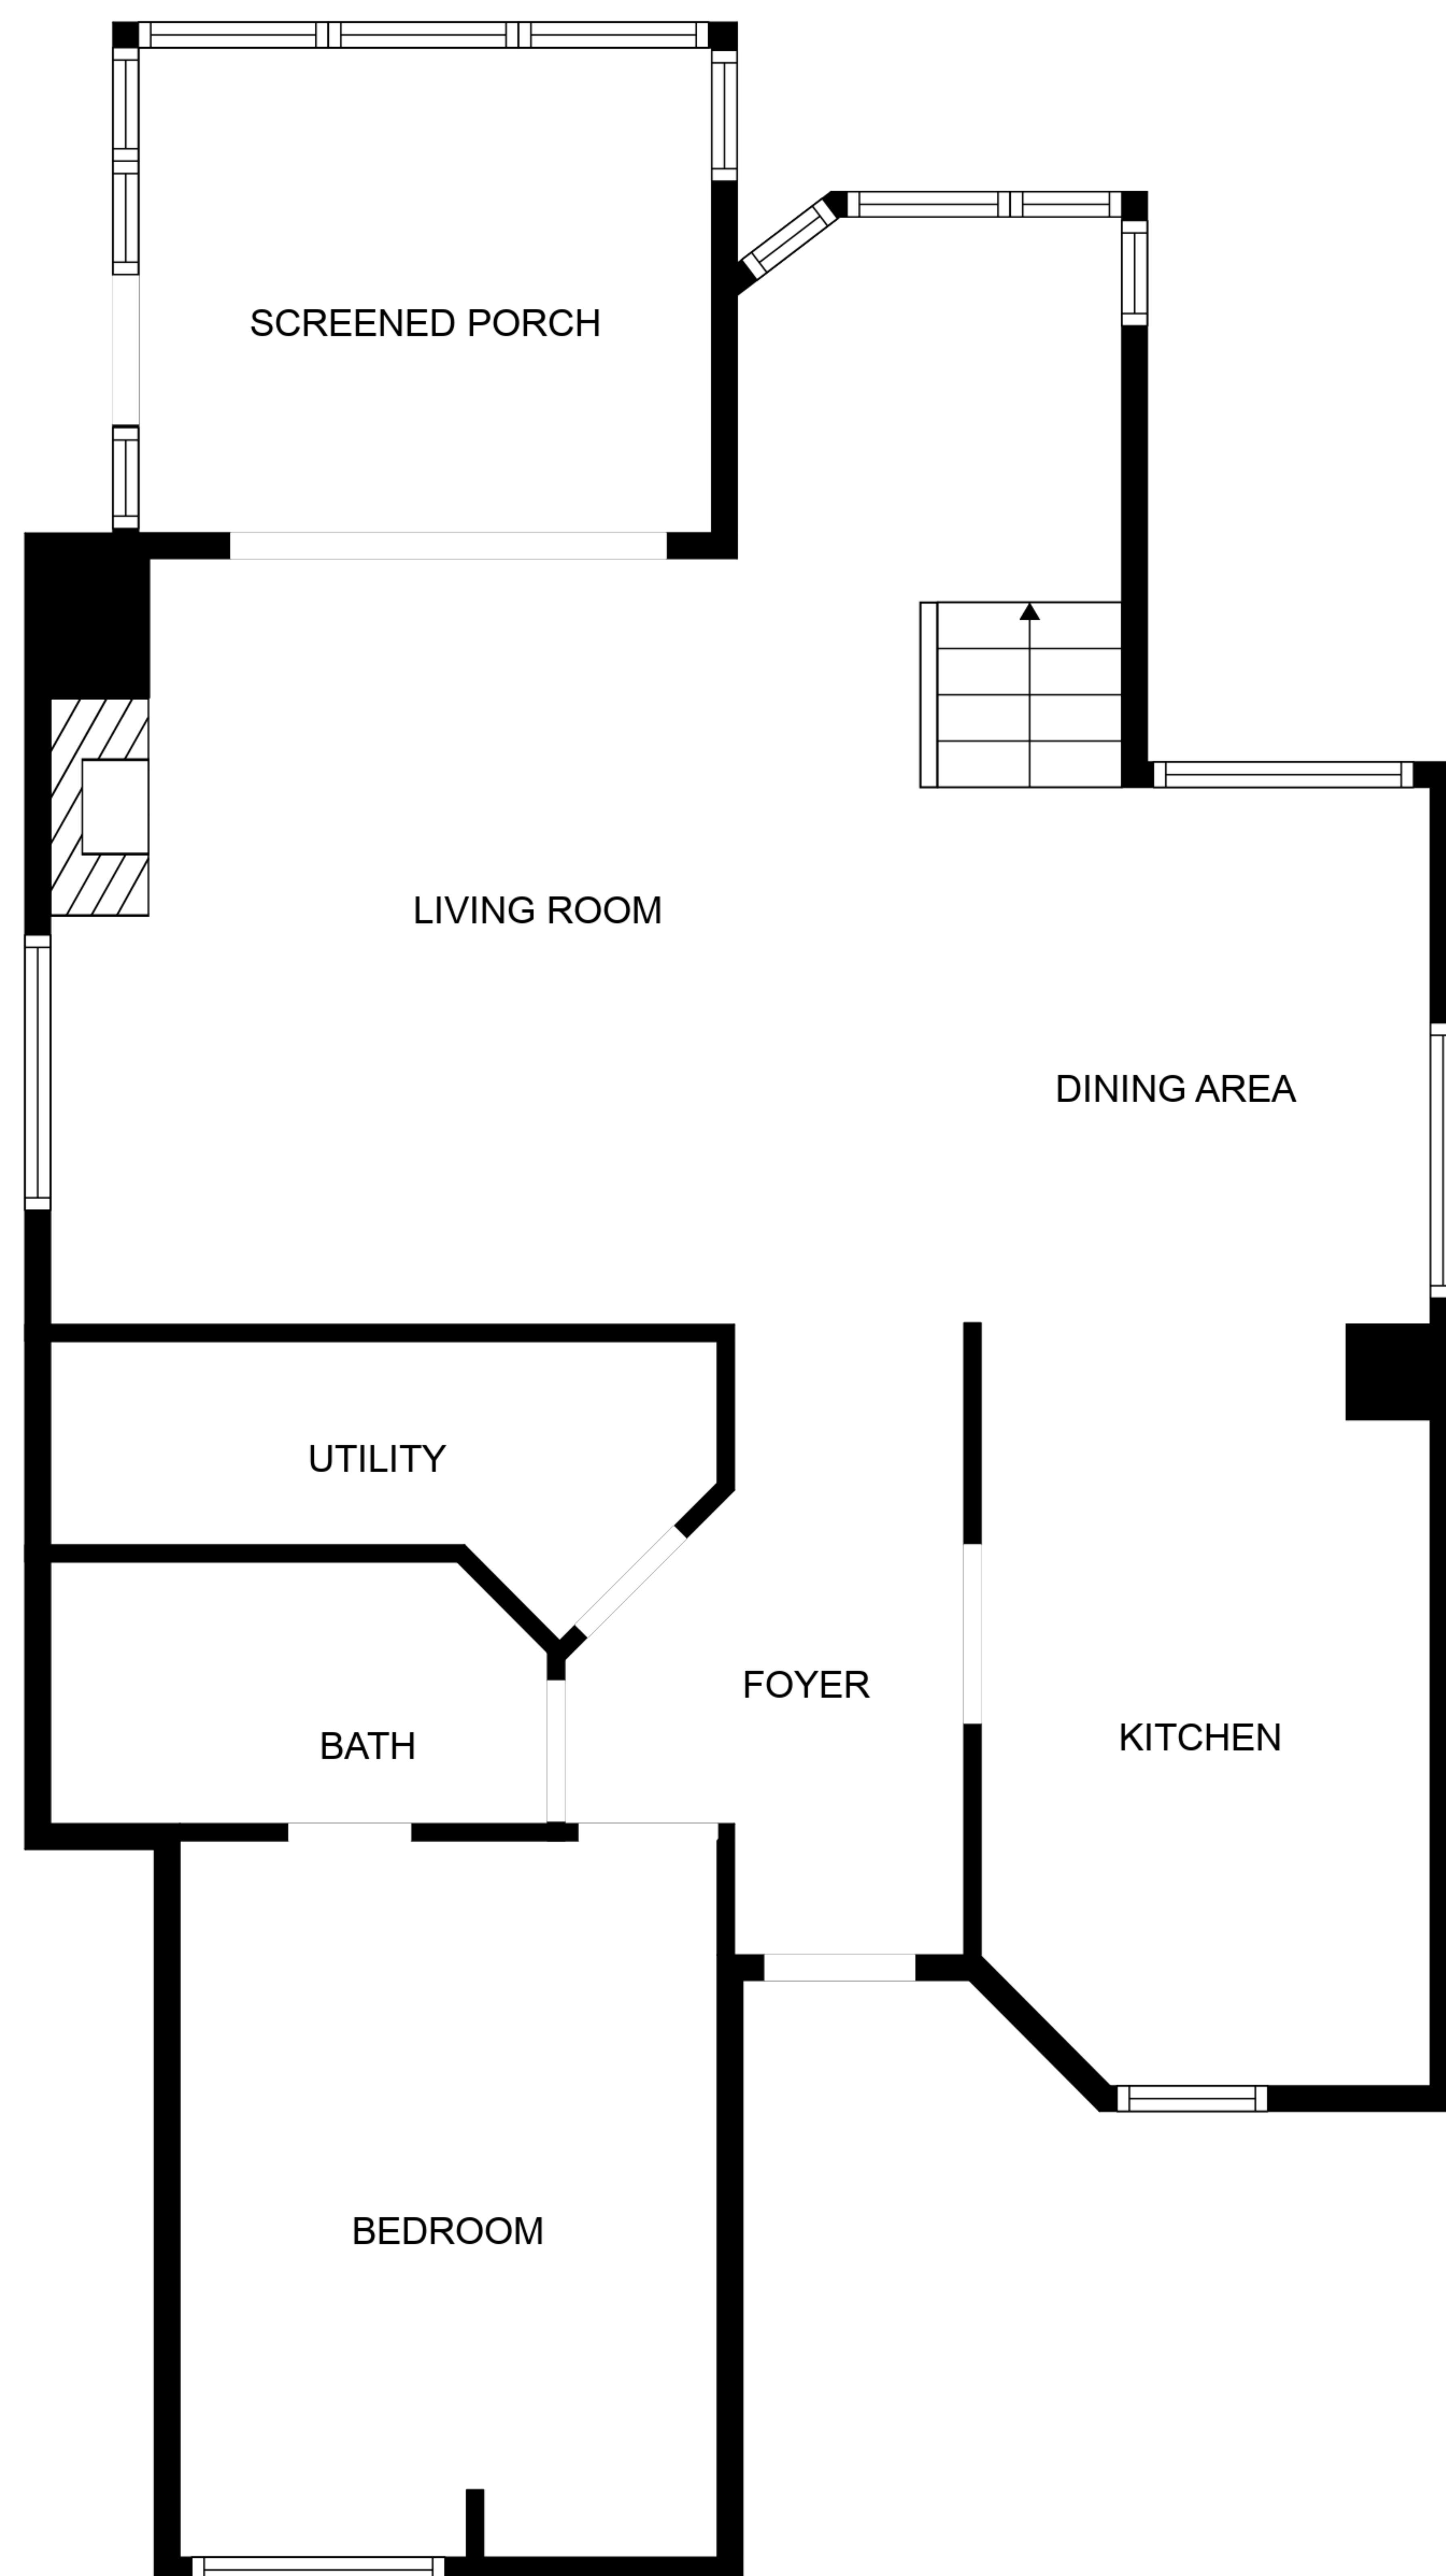 SCREENED PORCH
LIVING ROOM
DINING AREA
UTILITY
FOYER
KITCHEN
BATH
BEDROOM